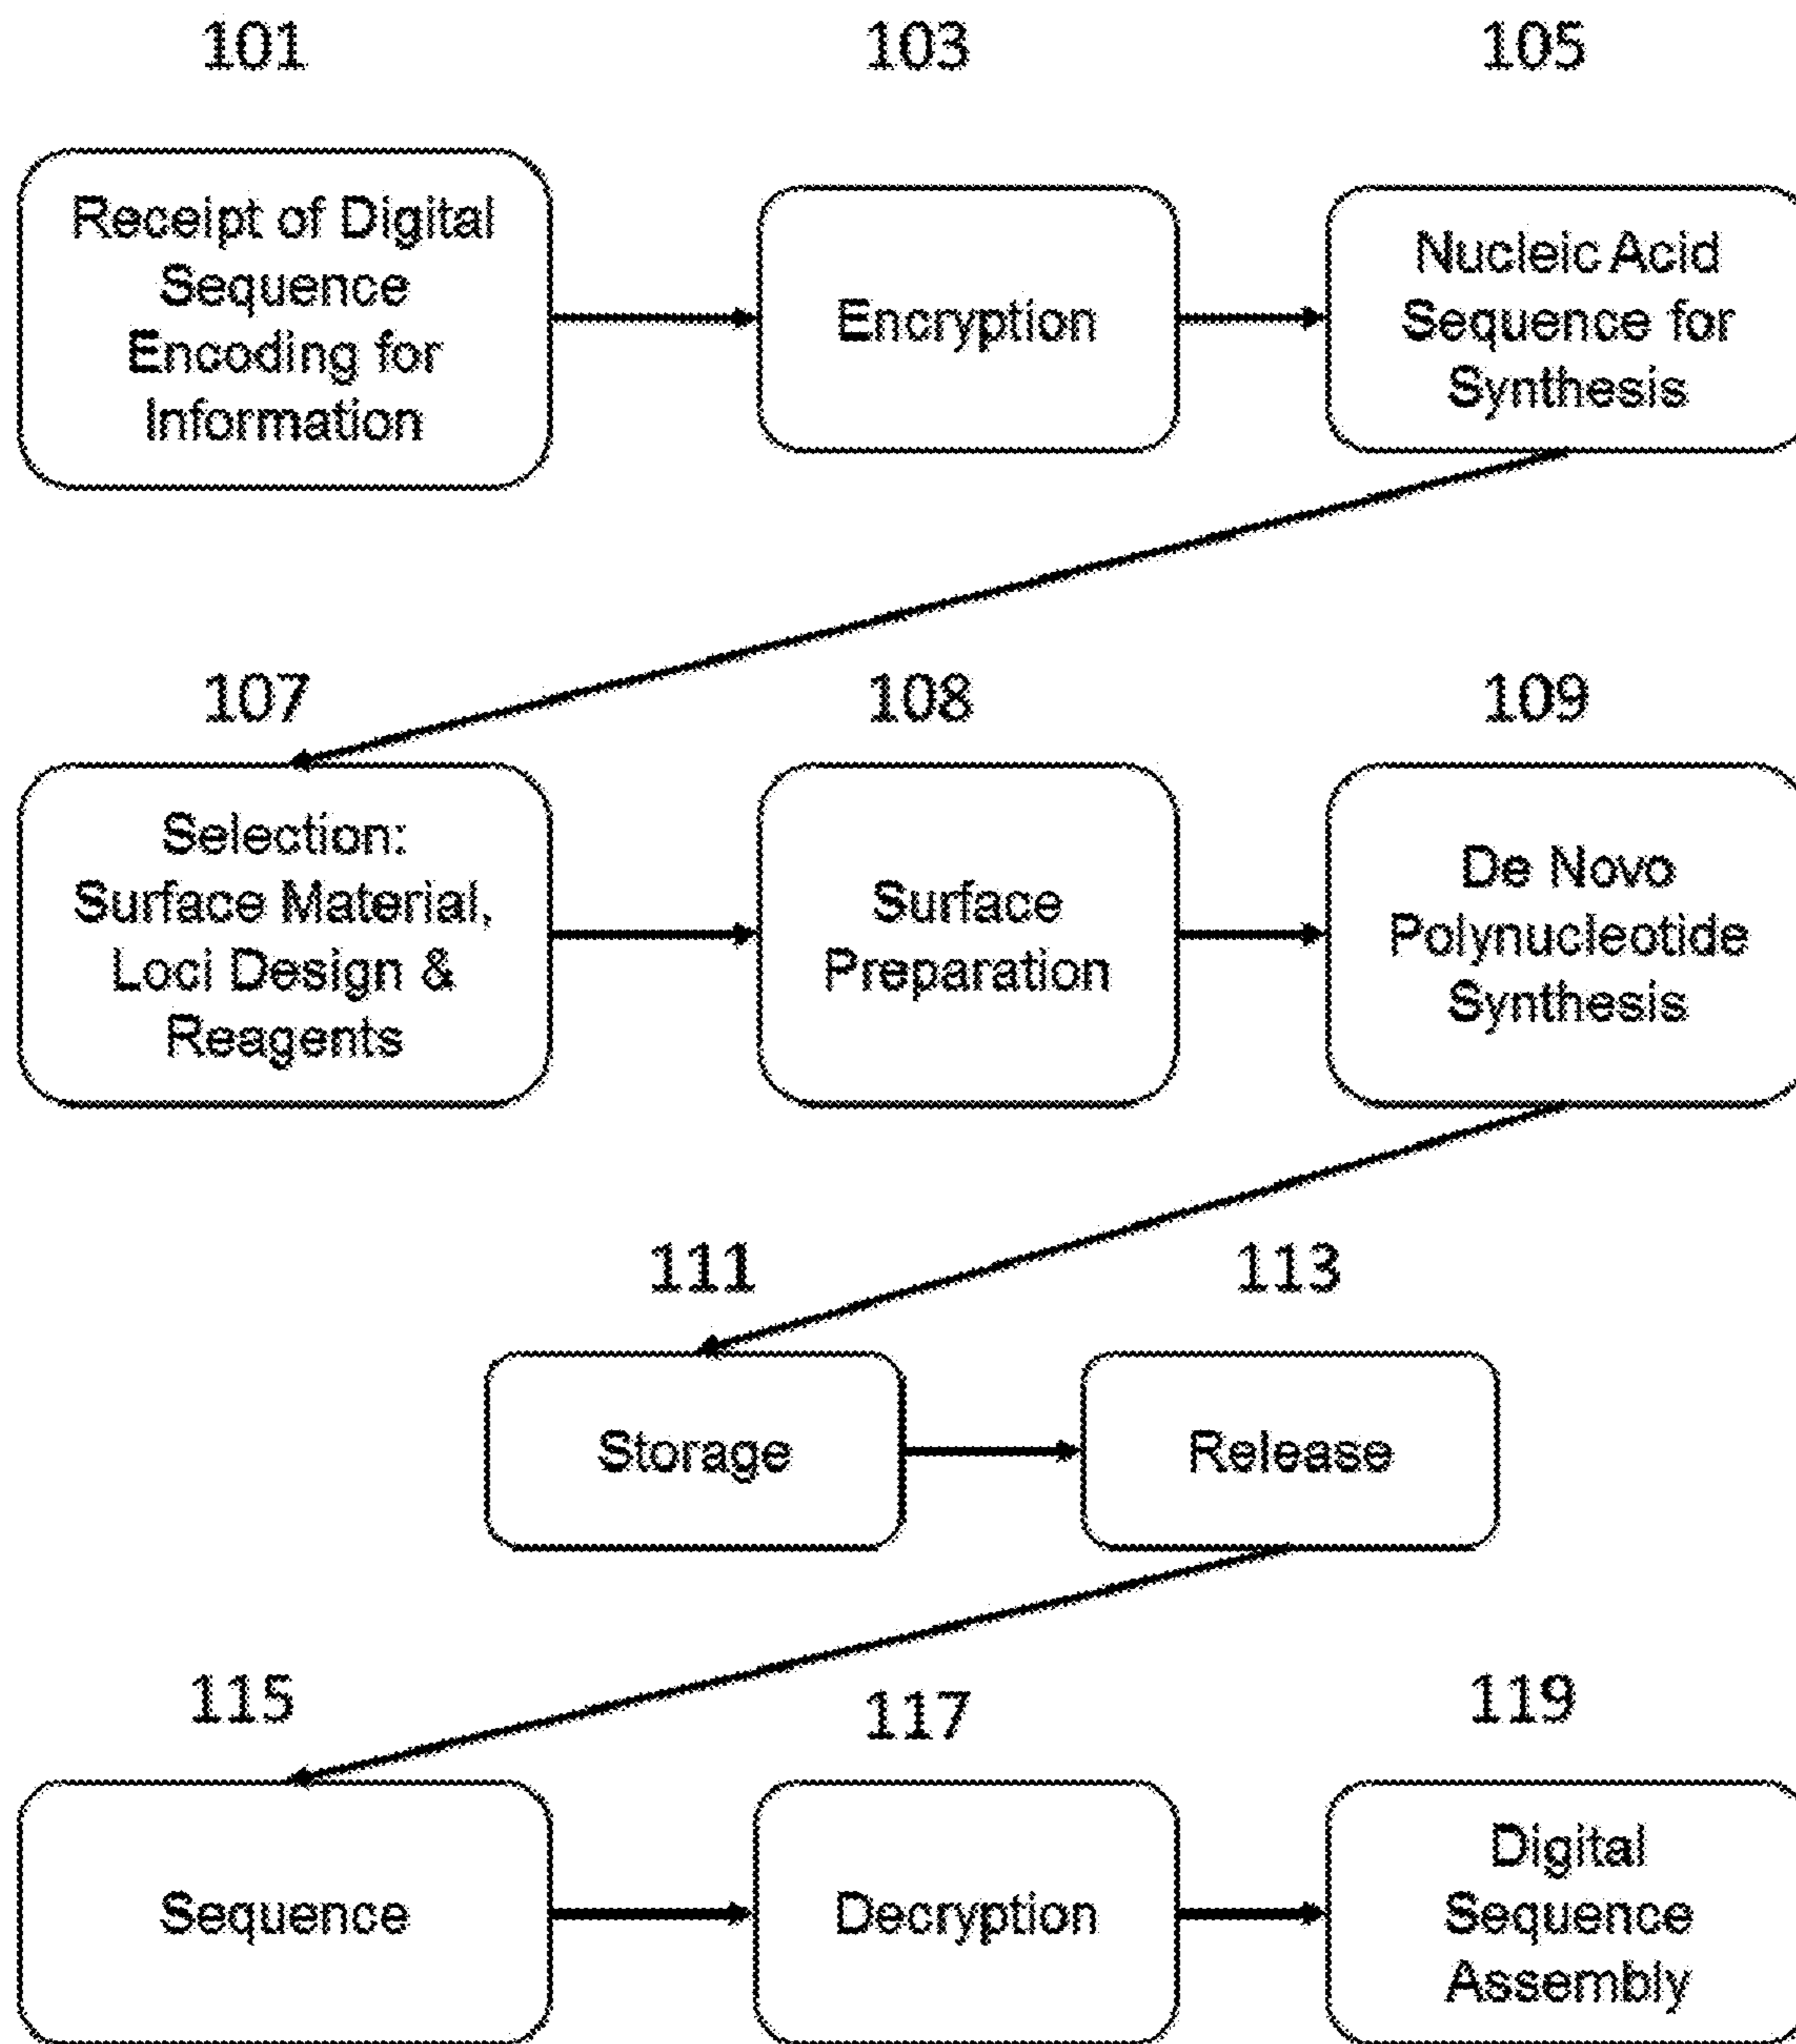 101
103
105
Receipt of Digital
Sequence
Encoding for
Information
Encryption
Nucleic Acid
Sequence for
Synthesis
107
108
109
Selection:
Surface Material,
Loci Design &
Reagents
Surface
Preparation
De Novo
Polynucleotide
Synthesis
111
113
Storage
Release
115
117
119
Sequence
Decryption
Digital
Sequence
Assembly